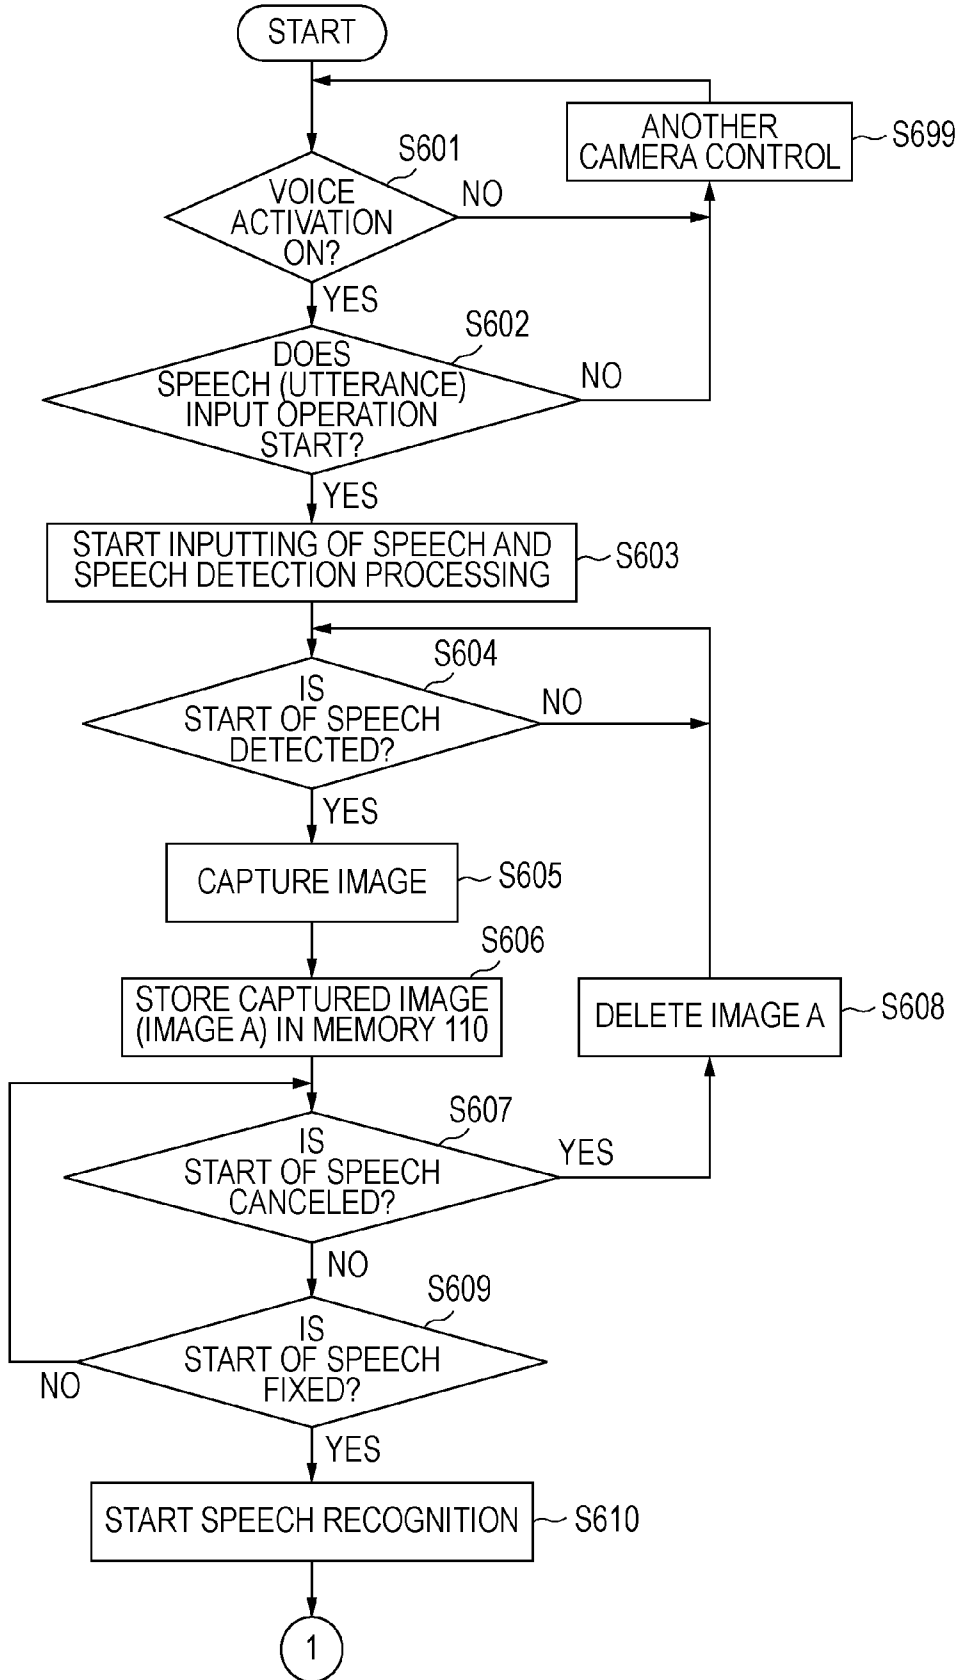 START
ANOTHER
CAMERA CONTROL
S699
S601
VOICE
ACTIVATION
ON?
NO
YES
S602
DOES
SPEECH (UTTERANCE)
INPUT OPERATION
START?
NO
YES
START INPUTTING OF SPEECH AND
SPEECH DETECTION PROCESSING
S603
S604
IS
START OF SPEECH
DETECTED?
NO
YES
CAPTURE IMAGE
S605
S606
STORE CAPTURED IMAGE
(IMAGE A) IN MEMORY 110
DELETE IMAGE A
S608
S607
IS
START OF SPEECH
CANCELED?
YES
NO
S609
IS
START OF SPEECH
FIXED?
NO
YES
START SPEECH RECOGNITION
S610
1